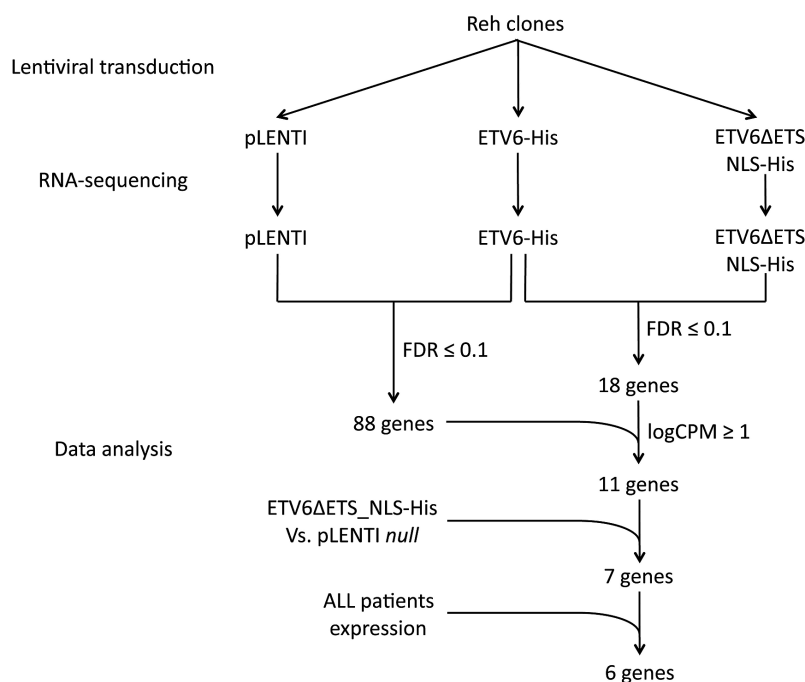 Reh clones
Lentiviral transduction
pLENTI
ETV6-His
ETV6ΔETS
NLS-His
RNA-sequencing
pLENTI
ETV6-His
ETV6ΔETS
NLS-His
FDR ≤ 0.1
FDR ≤ 0.1
18 genes
88 genes
logCPM ≥ 1
Data analysis
11 genes
ETV6ΔETS_NLS-His
Vs. pLENTI null
7 genes
ALL patients
expression
6 genes